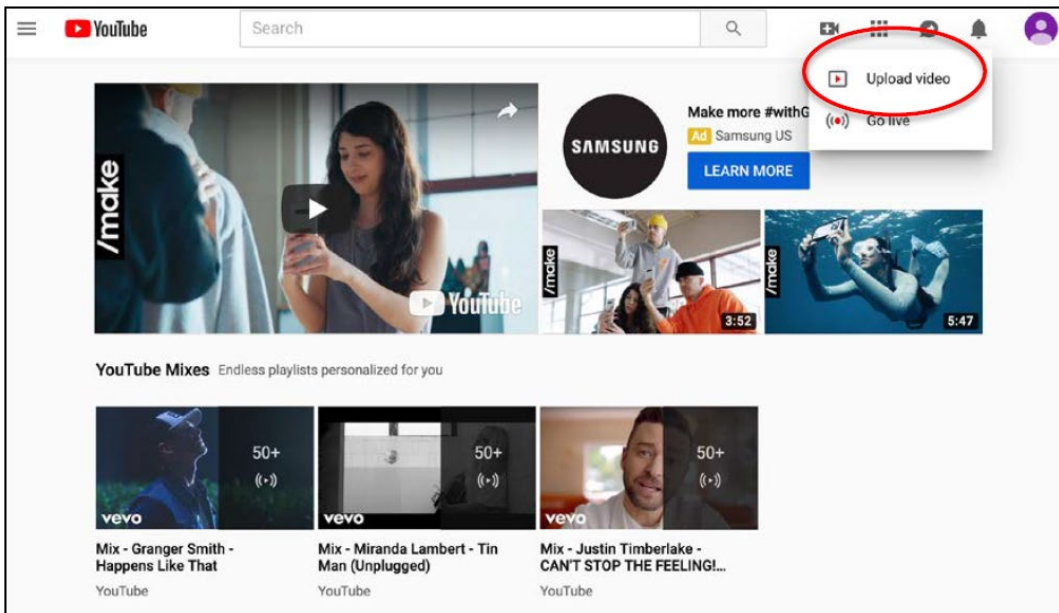 YouTube
Search
Upload video
Go live
/make
YouTube
SAMSUNG
Make more #withG
Ad Samsung US
LEARN MORE
/make
3:52
/make
5:47
YouTube Mixes Endless playlists personalized for you
50+
vevo
50+
vevo
50+
vevo
Mix - Granger Smith -
Happens Like That
YouTube
Mix - Miranda Lambert - Tin
Man (Unplugged)
YouTube
Mix - Justin Timberlake -
CAN'T STOP THE FEELING!...
YouTube